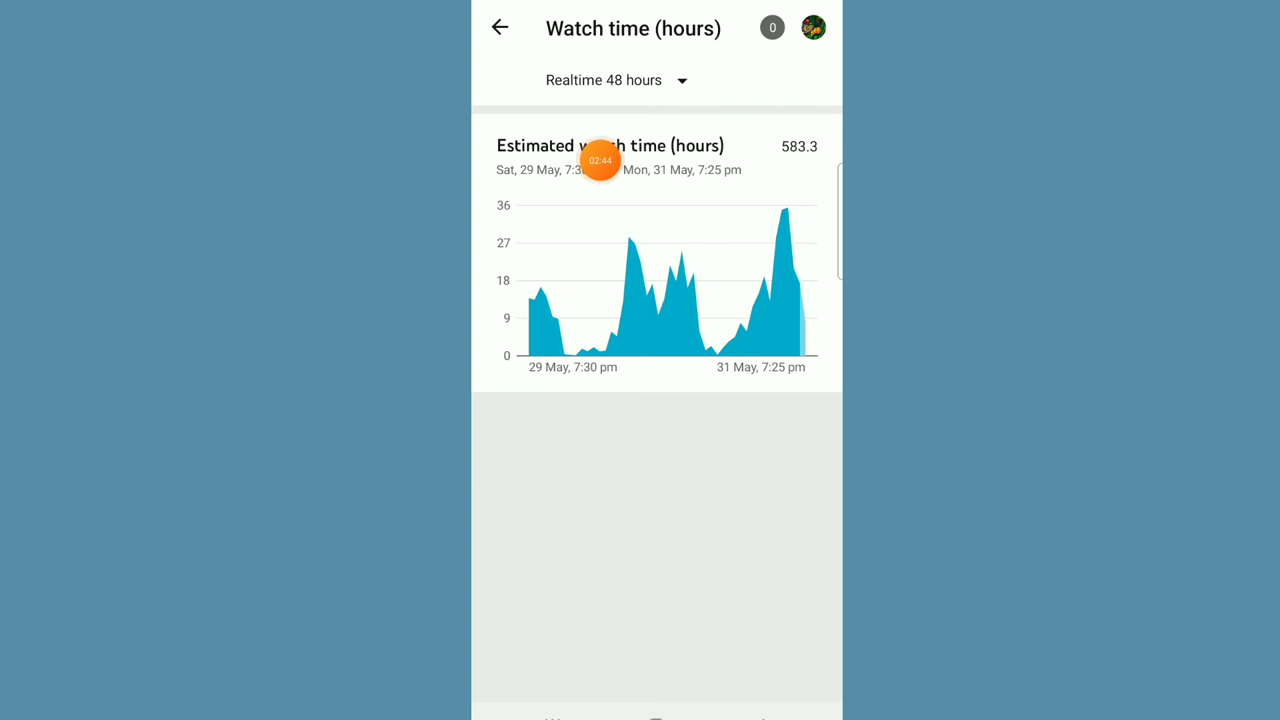 Watch time (hours)
0
Realtime 48 hours
Estimated time (hours)
583.3
02:44
Sat, 29 May, Mon, 31 May, 7:25 pm
36
27
18
9
0
29 May, 7:30 pm
31 May, 7:25 pm